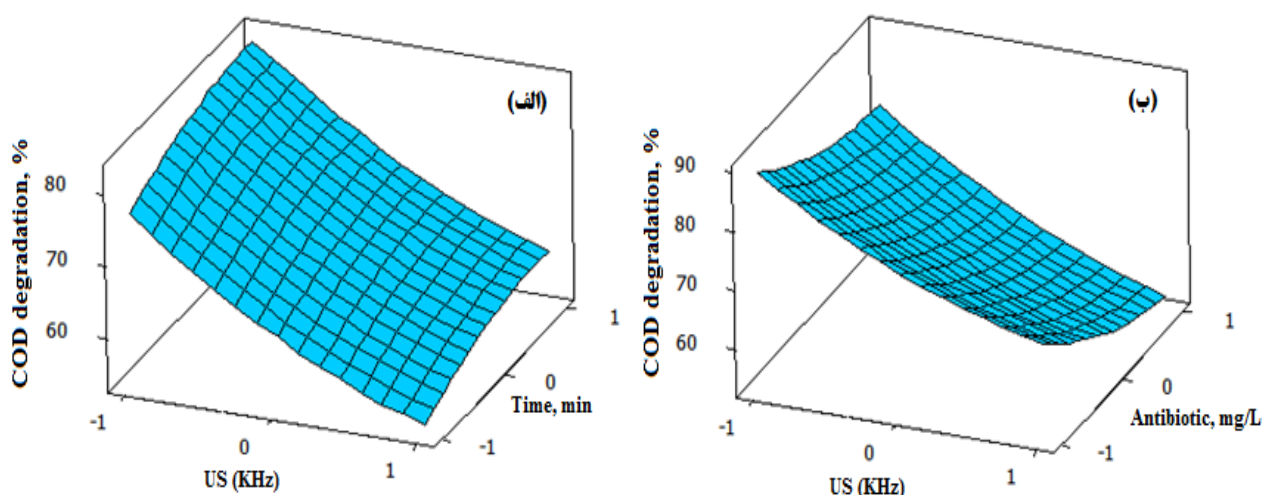 (الف)
COD degradation, %
80
70
60
-1
0
1
US (KHz)
-1
0
1
Time, min
(ب)
COD degradation, %
90
80
70
60
-1
0
1
US (KHz)
-1
0
1
Antibiotic, mg/L